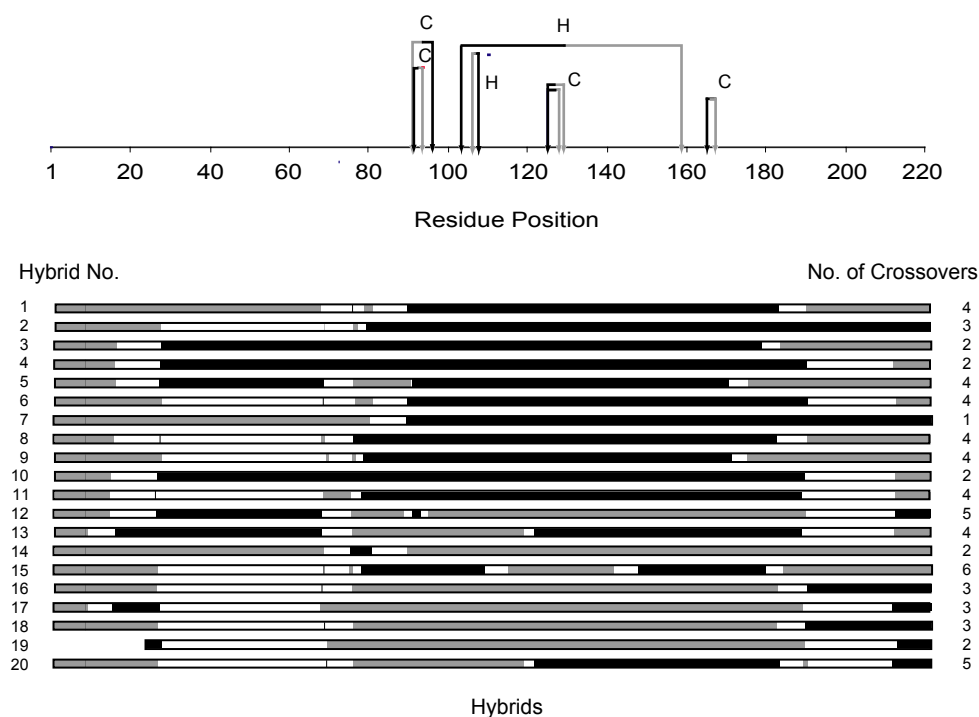 H
C
C
H
C
C
1 20 40 60 80 100 120 140 160 180 200 220
Residue Position
Hybrid No. No. of Crossovers
1 4
2 3
3 2
4 2
5 4
6 4
7 1
8 4
9 4
10 2
11 4
12 5
13 4
14 2
15 6
16 3
17 3
18 3
19 2
20 5
Hybrids